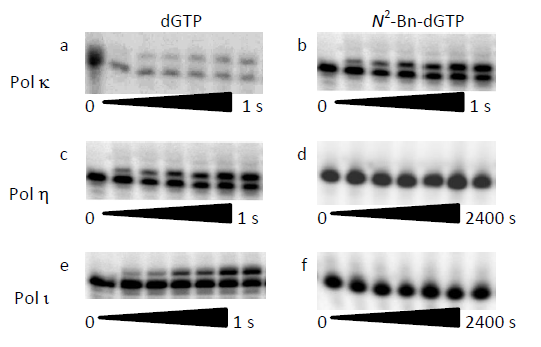 dGTP N²-Bn-dGTP
a b
Pol κ
0 1 s 0 1 s
c d
Pol η
0 1 s 0 2400 s
e f
Pol ι
0 1 s 0 2400 s